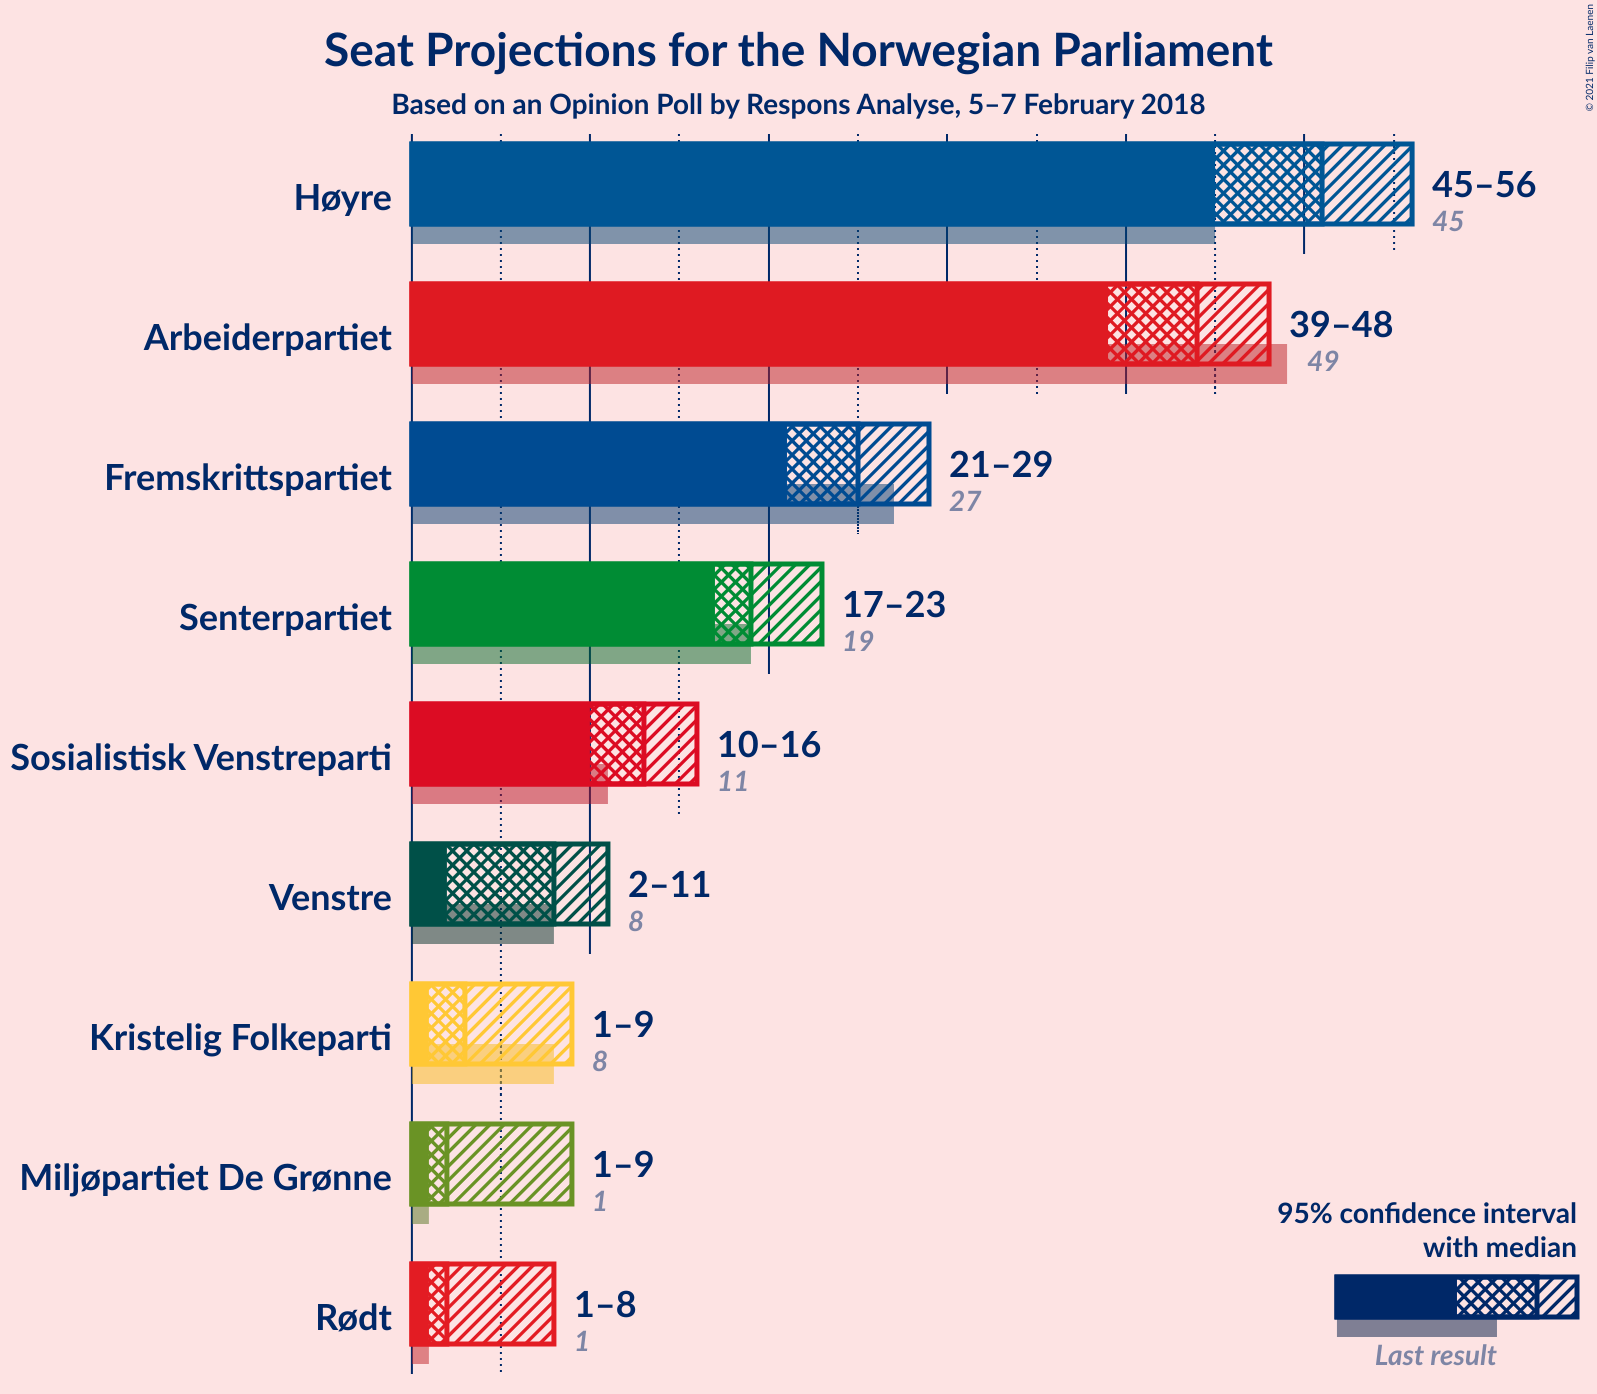 Seat Projections for the Norwegian Parliament
Based on an Opinion Poll by Respons Analyse, 5–7 February 2018
© 2021 Filip van Laenen
Høyre
45–56
45
Arbeiderpartiet
39–48
49
Fremskrittspartiet
21–29
27
Senterpartiet
17–23
19
Sosialistisk Venstreparti
10–16
11
Venstre
2–11
8
Kristelig Folkeparti
1–9
8
Miljøpartiet De Grønne
1–9
1
Rødt
1–8
1
95% confidence interval
with median
Last result